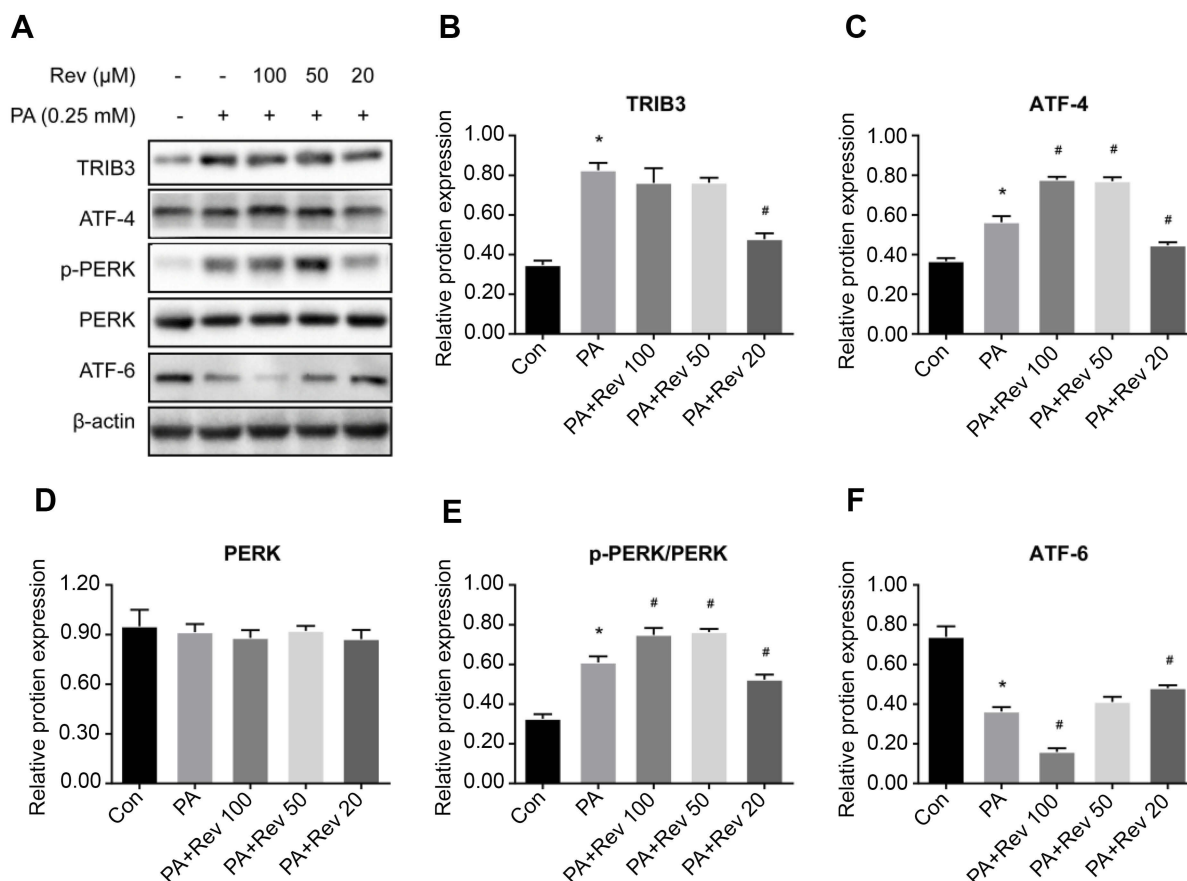 A
Rev (μM) - - 100 50 20
PA (0.25 mM) - + + + +
TRIB3
ATF-4
p-PERK
PERK
ATF-6
β-actin
B
TRIB3
Relative protien expression
1.00
0.80
0.60
0.40
0.20
0.00
*
#
Con
PA
PA+Rev 100
PA+Rev 50
PA+Rev 20
C
ATF-4
Relative protien expression
1.00
0.80
0.60
0.40
0.20
0.00
*
#
#
#
Con
PA
PA+Rev 100
PA+Rev 50
PA+Rev 20
D
PERK
Relative protien expression
1.20
0.90
0.60
0.30
0.00
Con
PA
PA+Rev 100
PA+Rev 50
PA+Rev 20
E
p-PERK/PERK
Relative protien expression
1.00
0.80
0.60
0.40
0.20
0.00
*
#
#
#
Con
PA
PA+Rev 100
PA+Rev 50
PA+Rev 20
F
ATF-6
Relative protien expression
1.00
0.80
0.60
0.40
0.20
0.00
*
#
#
Con
PA
PA+Rev 100
PA+Rev 50
PA+Rev 20